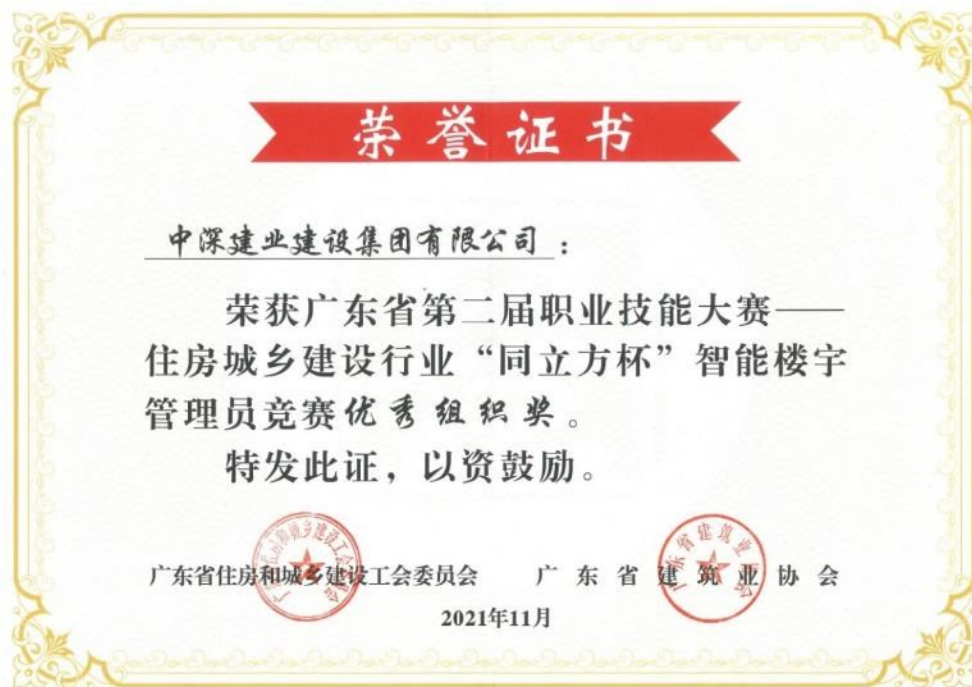 荣誉证书
中深建业建设集团有限公司：
荣获广东省第二届职业技能大赛——
住房城乡建设行业“同立方杯”智能楼宇
管理员竞赛优秀组织奖。
特发此证，以资鼓励。
广东省住房和城乡建设工会委员会
广东省建筑业协会
2021年11月